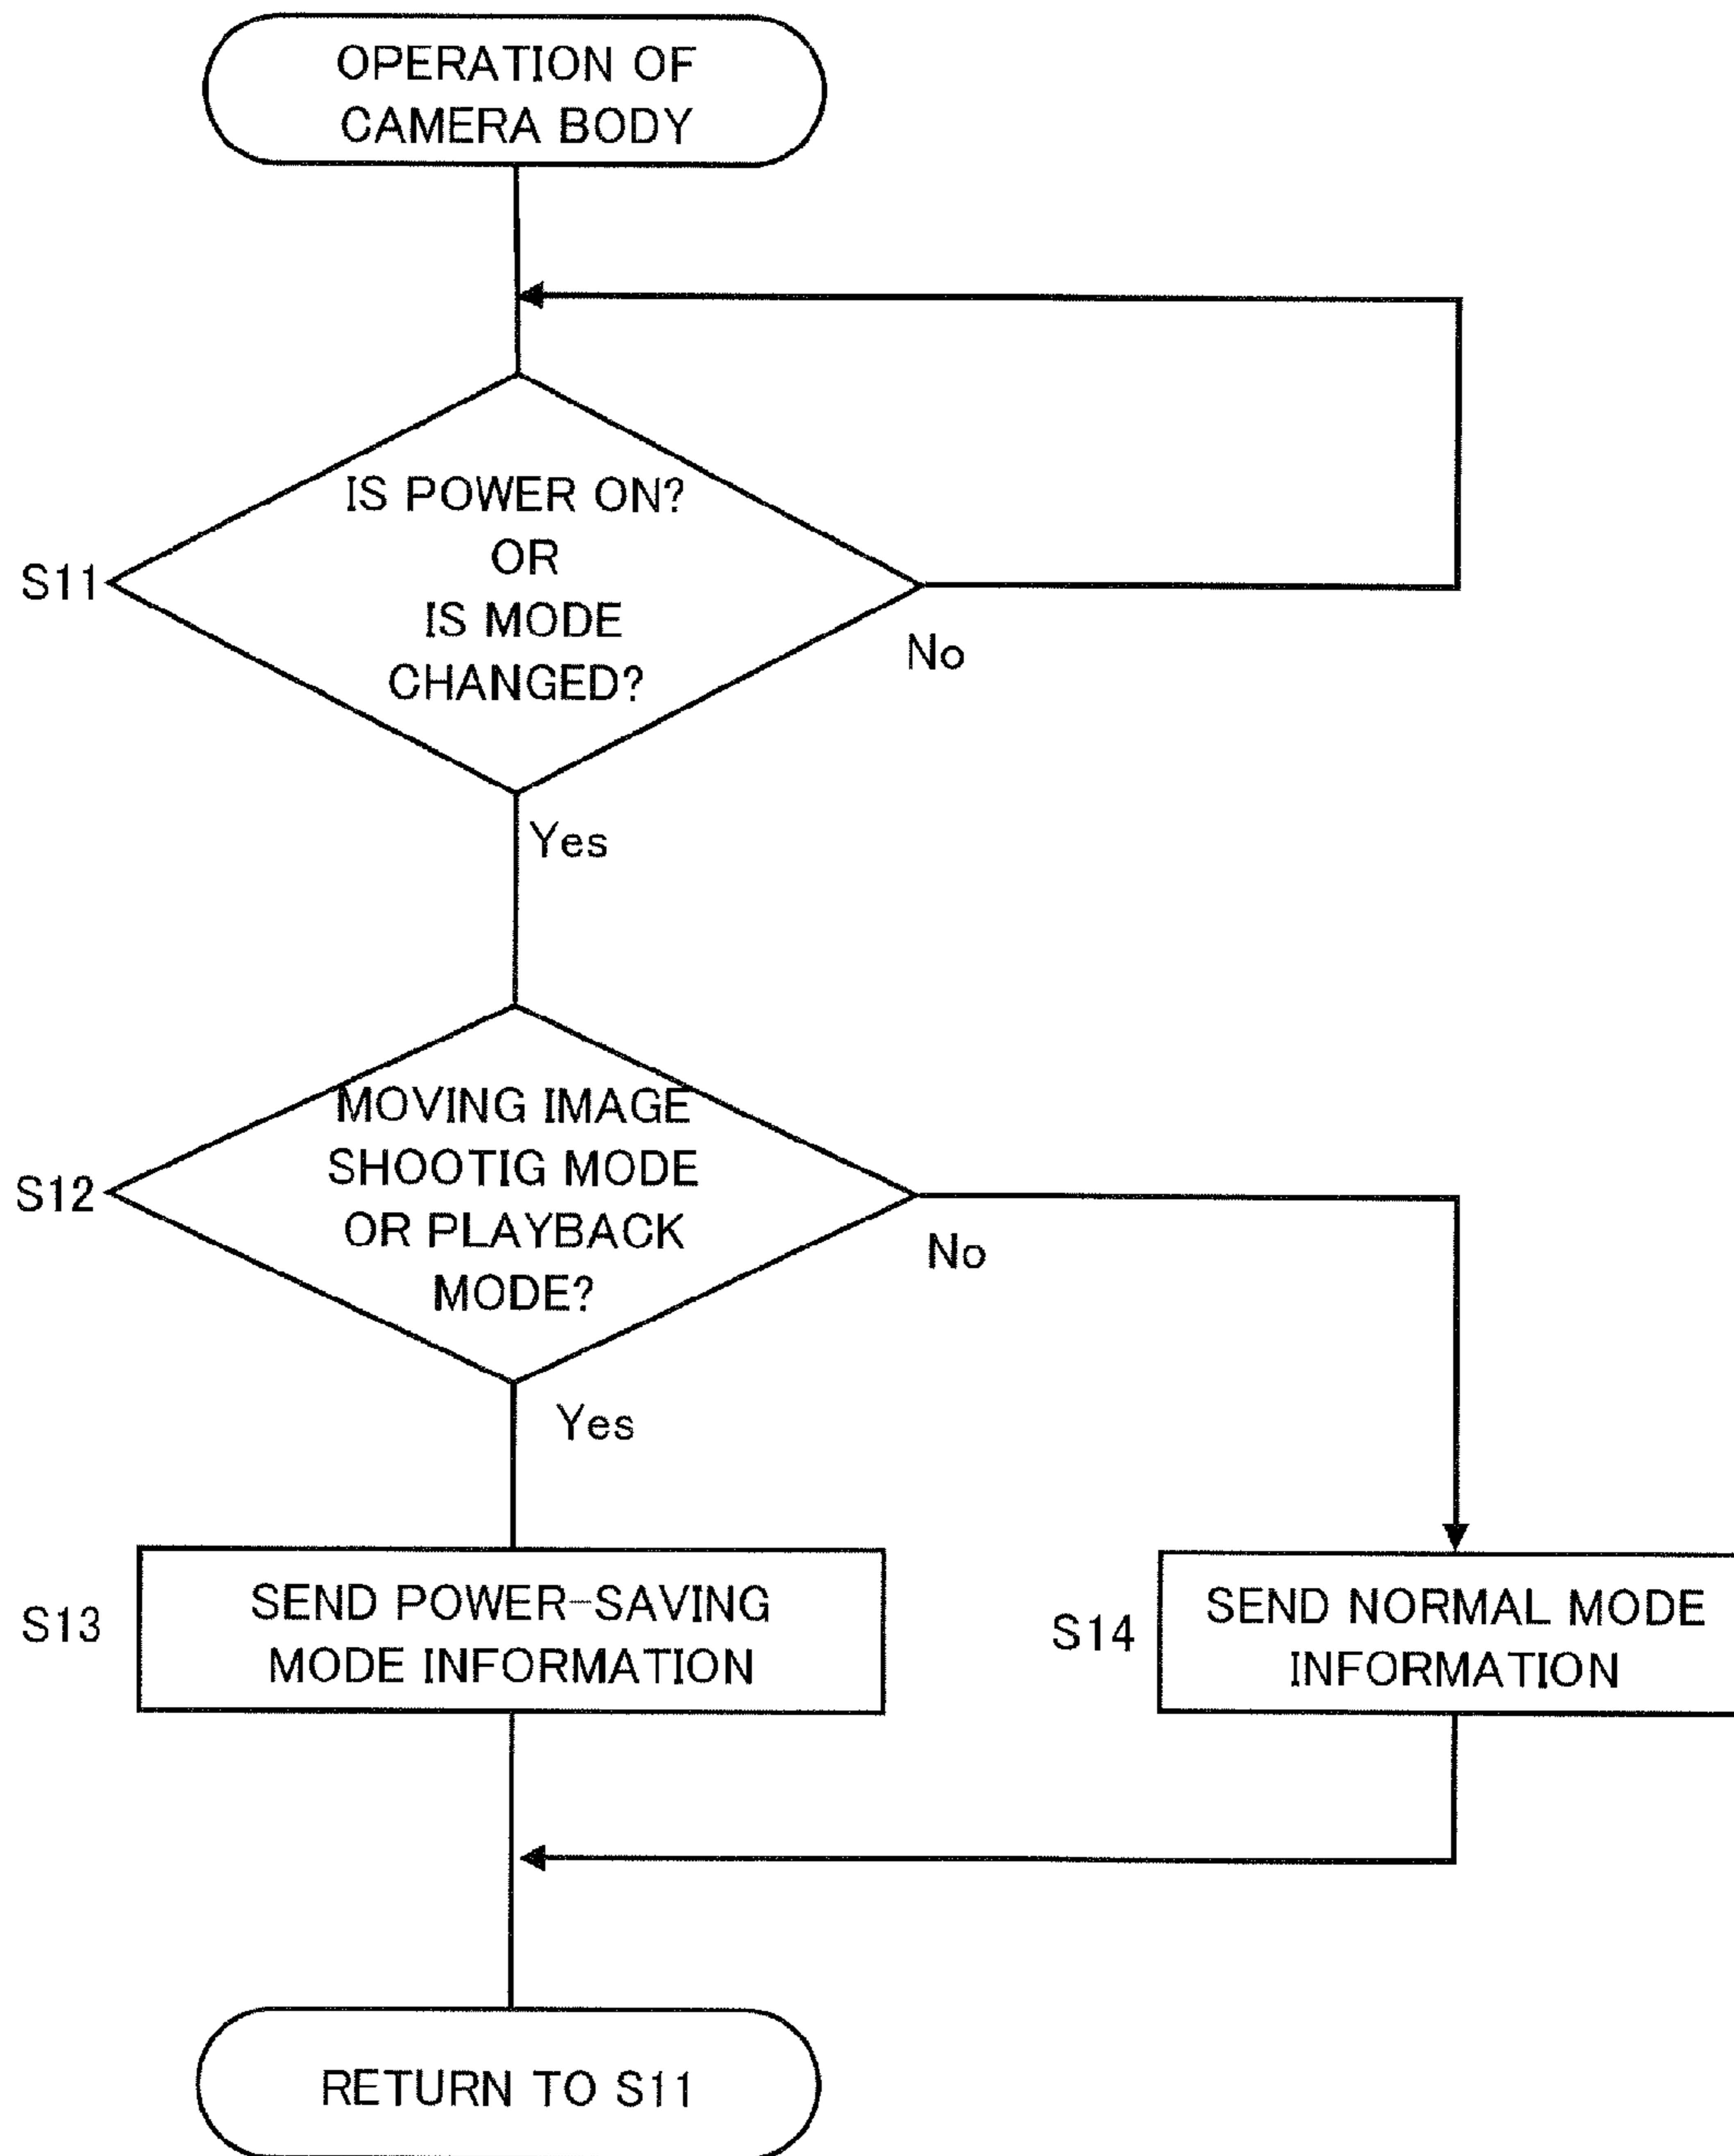 OPERATION OF
CAMERA BODY
IS POWER ON?
OR
IS MODE
CHANGED?
S11
No
Yes
MOVING IMAGE
SHOOTIG MODE
OR PLAYBACK
MODE?
S12
No
Yes
SEND POWER-SAVING
MODE INFORMATION
S13
S14
SEND NORMAL MODE
INFORMATION
RETURN TO S11